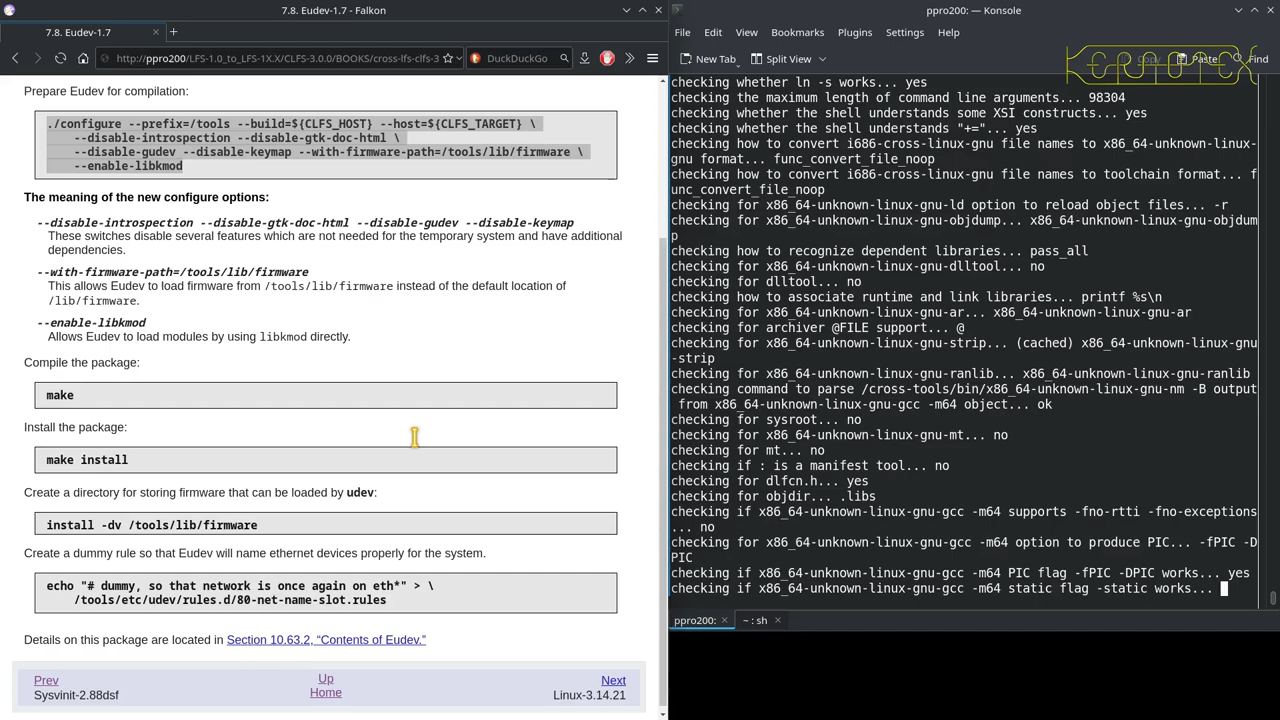 7.8. Eudev-1.7 - Falkon
7.8. Eudev-1.7
http://ppro200/LFS-1.0_to_LFS-1X.X/CLFS-3.0.0/BOOKS/cross-lfs-clfs-3
DuckDuckGo
Prepare Eudev for compilation:
./configure --prefix=/tools --build=${CLFS_HOST} --host=${CLFS_TARGET} \
--disable-introspection --disable-gtk-doc-html \
--disable-gudev --disable-keymap --with-firmware-path=/tools/lib/firmware \
--enable-libkmod
The meaning of the new configure options:
--disable-introspection --disable-gtk-doc-html --disable-gudev --disable-keymap
These switches disable several features which are not needed for the temporary system and have additional
dependencies.
--with-firmware-path=/tools/lib/firmware
This allows Eudev to load firmware from /tools/lib/firmware instead of the default location of
/lib/firmware.
--enable-libkmod
Allows Eudev to load modules by using libkmod directly.
Compile the package:
make
Install the package:
make install
Create a directory for storing firmware that can be loaded by udev:
install -dv /tools/lib/firmware
Create a dummy rule so that Eudev will name ethernet devices properly for the system.
echo "# dummy, so that network is once again on eth*" > \
/tools/etc/udev/rules.d/80-net-name-slot.rules
Details on this package are located in Section 10.63.2, “Contents of Eudev.”
Prev
Up
Next
Sysvinit-2.88dsf
Home
Linux-3.14.21
ppro200: — Konsole
File Edit View Bookmarks Plugins Settings Help
New Tab Split View Copy Paste Find
checking whether ln -s works... yes
checking the maximum length of command line arguments... 98304
checking whether the shell understands some XSI constructs... yes
checking whether the shell understands "+="... yes
checking how to convert i686-cross-linux-gnu file names to x86_64-unknown-linux-
gnu format... func_convert_file_noop
checking how to convert i686-cross-linux-gnu file names to toolchain format... f
unc_convert_file_noop
checking for x86_64-unknown-linux-gnu-ld option to reload object files... -r
checking for x86_64-unknown-linux-gnu-objdump... x86_64-unknown-linux-gnu-objdum
p
checking how to recognize dependent libraries... pass_all
checking for x86_64-unknown-linux-gnu-dlltool... no
checking for dlltool... no
checking how to associate runtime and link libraries... printf %s\n
checking for x86_64-unknown-linux-gnu-ar... x86_64-unknown-linux-gnu-ar
checking for archiver @FILE support... @
checking for x86_64-unknown-linux-gnu-strip... (cached) x86_64-unknown-linux-gnu
-strip
checking for x86_64-unknown-linux-gnu-ranlib... x86_64-unknown-linux-gnu-ranlib
checking command to parse /cross-tools/bin/x86_64-unknown-linux-gnu-nm -B output
from x86_64-unknown-linux-gnu-gcc -m64 object... ok
checking for sysroot... no
checking for x86_64-unknown-linux-gnu-mt... no
checking for mt... no
checking if : is a manifest tool... no
checking for dlfcn.h... yes
checking for objdir... .libs
checking if x86_64-unknown-linux-gnu-gcc -m64 supports -fno-rtti -fno-exceptions
... no
checking for x86_64-unknown-linux-gnu-gcc -m64 option to produce PIC... -fPIC -D
PIC
checking if x86_64-unknown-linux-gnu-gcc -m64 PIC flag -fPIC -DPIC works... yes
checking if x86_64-unknown-linux-gnu-gcc -m64 static flag -static works...
ppro200:
~ : sh